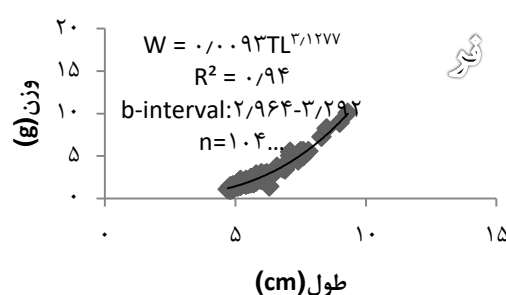 نر
W = ۰/۰۰۹۳TL^۳/۱۲۷۷
R² = ۰/۹۴
b-interval:۲/۹۶۴-۳/۲۹۲
n=۱۰۴...
وزن(g)
۲۰
۱۵
۱۰
۵
۰
۰ ۵ ۱۰ ۱۵
طول(cm)